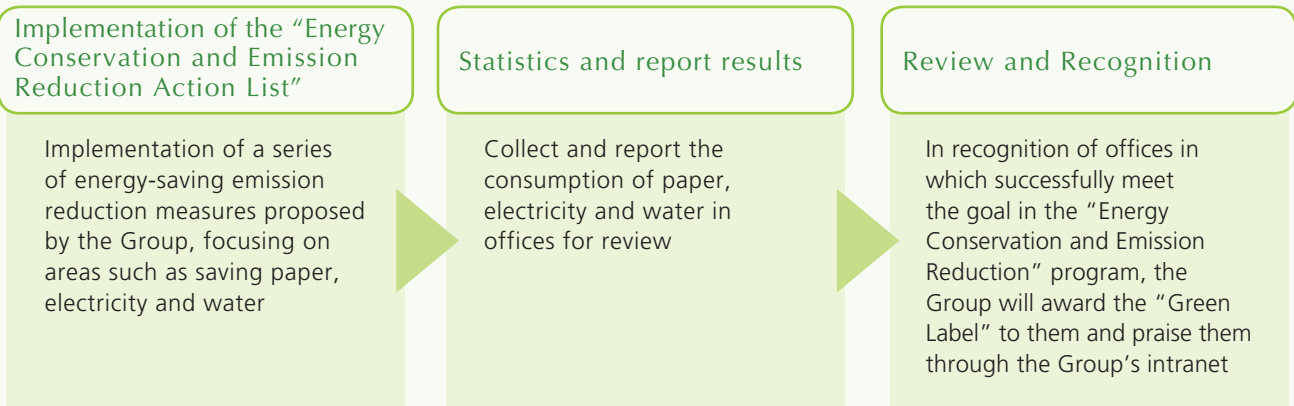 Implementation of the “Energy
Conservation and Emission
Reduction Action List”
Implementation of a series
of energy-saving emission
reduction measures proposed
by the Group, focusing on
areas such as saving paper,
electricity and water
Statistics and report results
Collect and report the
consumption of paper,
electricity and water in
offices for review
Review and Recognition
In recognition of offices in
which successfully meet
the goal in the “Energy
Conservation and Emission
Reduction” program, the
Group will award the “Green
Label” to them and praise them
through the Group’s intranet